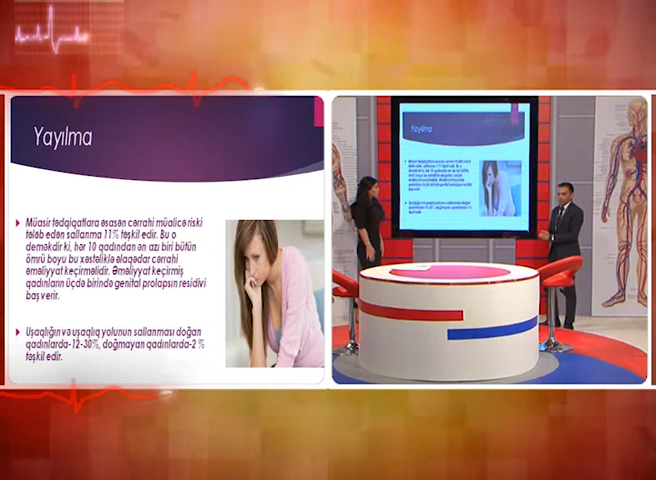 Yayılma
Müasir tədqiqatlara əsasən cərrahi müalicə riski
tələb edən sallanma 11% təşkil edir. Bu o
deməkdir ki, hər 10 qadından ən azı biri bütün
ömrü boyu bu xəstəliklə əlaqədar cərrahi
əməliyyat keçirməlidir. Əməliyyat keçirmiş
qadınların üçdə birində genital prolapsın residivi
baş verir.
Uşaqlığın və uşaqlıq yolunun sallanması doğan
qadınlarda-12-30%, doğmayan qadınlarda-2 %
təşkil edir.
Yayılma